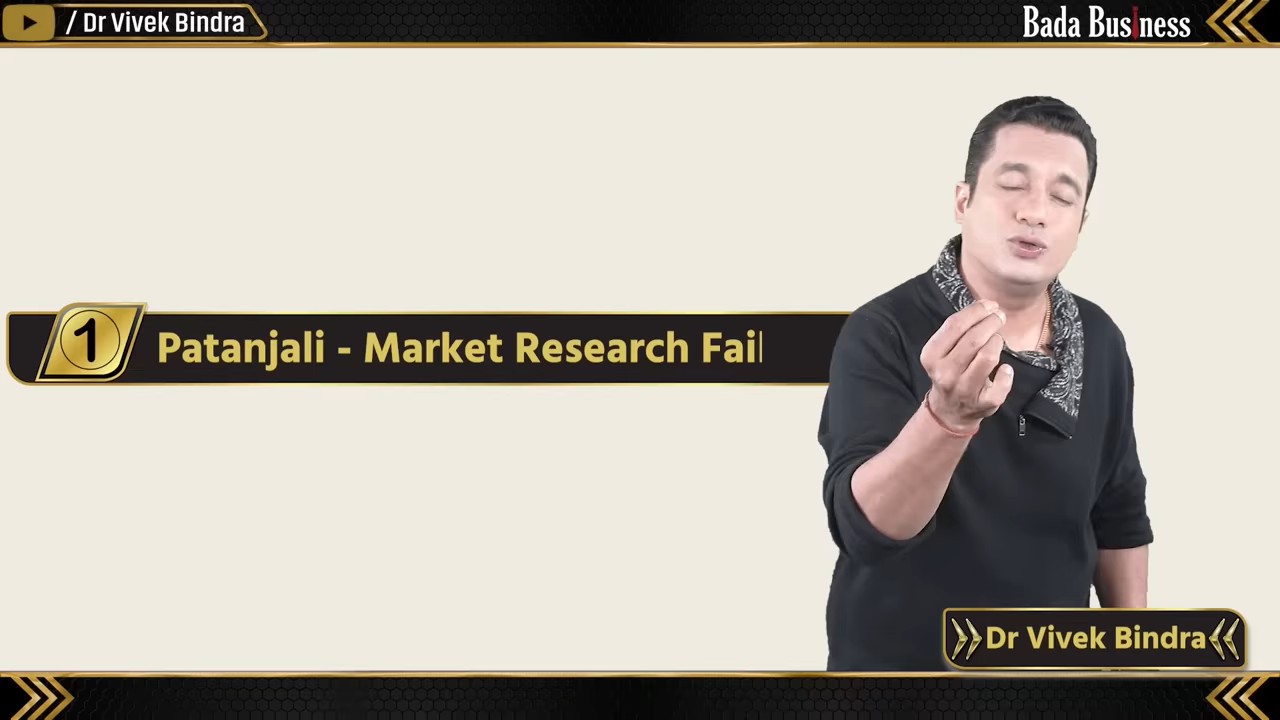 / Dr Vivek Bindra
Bada Business
1 Patanjali - Market Research Fail
Dr Vivek Bindra